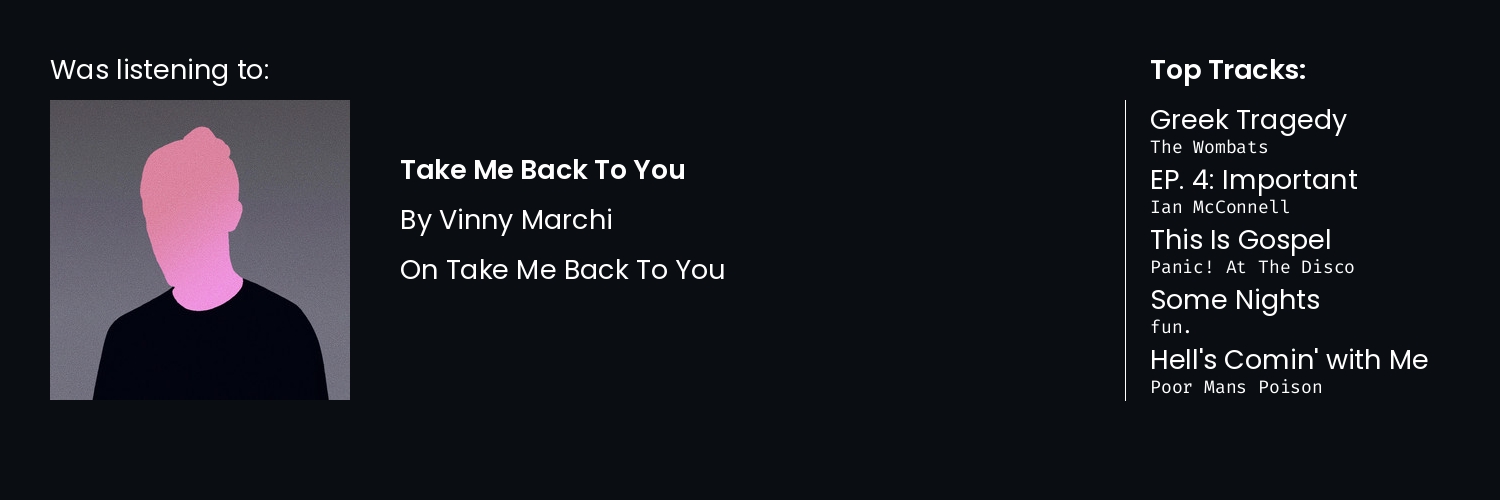 Was listening to:
Take Me Back To You
By Vinny Marchi
On Take Me Back To You
Top Tracks:
Greek Tragedy
The Wombats
EP. 4: Important
Ian McConnell
This Is Gospel
Panic! At The Disco
Some Nights
fun.
Hell's Comin' with Me
Poor Mans Poison